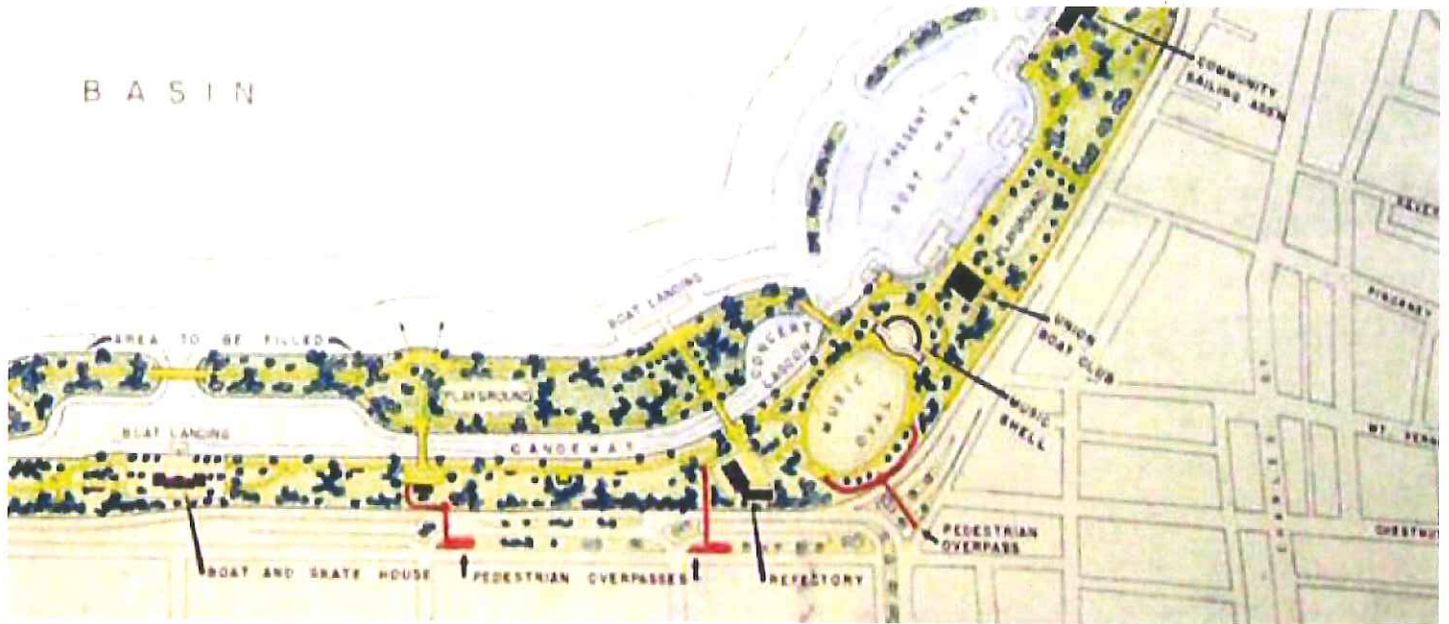 BASIN
COMMUNITY
SAILING ASSN
PRESENT
BOAT HAVEN
PLAYGROUND
BOAT LANDING
UNION
BOAT CLUB
PINCKNEY
AREA TO BE FILLED
CONCERT
LAGOON
MUSIC
SHELL
PLAYGROUND
MUSIC
OVAL
MT. VERN
BOAT LANDING
CANOEWAY
PEDESTRIAN
OVERPASS
CHESTNUT
BOAT AND SKATE HOUSE
PEDESTRIAN OVERPASSES
REFECTORY